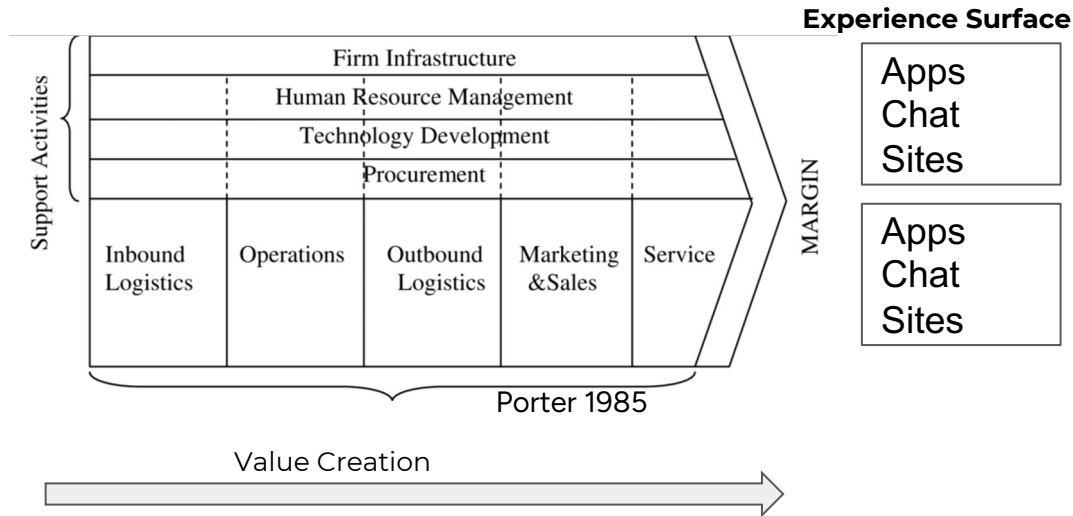 Experience Surface
Support Activities
Firm Infrastructure
Human Resource Management
Technology Development
Procurement
Inbound
Logistics
Operations
Outbound
Logistics
Marketing
&Sales
Service
MARGIN
Apps
Chat
Sites
Apps
Chat
Sites
Porter 1985
Value Creation